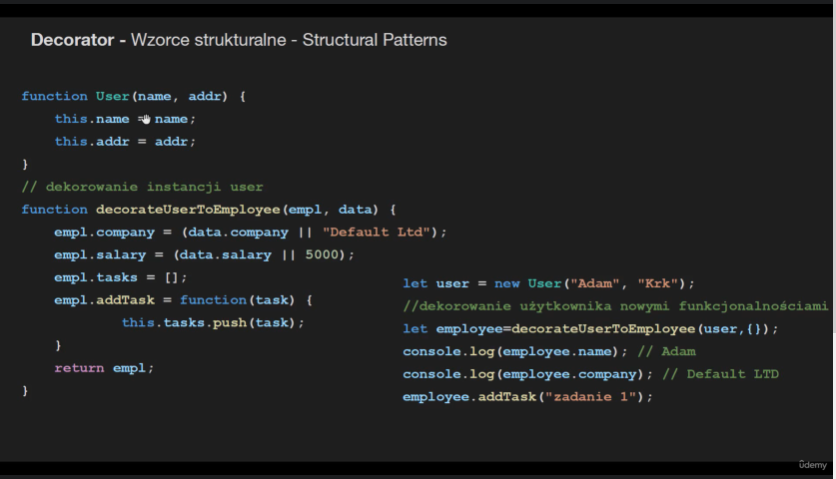 Decorator - Wzorce strukturalne - Structural Patterns
function User(name, addr) {
this.name = name;
this.addr = addr;
}
// dekorowanie instancji user
function decorateUserToEmployee(empl, data) {
empl.company = (data.company || "Default Ltd");
empl.salary = (data.salary || 5000);
empl.tasks = [];
empl.addTask = function(task) {
this.tasks.push(task);
}
return empl;
}
let user = new User("Adam", "Krk");
//dekorowanie użytkownika nowymi funkcjonalnościami
let employee=decorateUserToEmployee(user,{});
console.log(employee.name); // Adam
console.log(employee.company); // Default LTD
employee.addTask("zadanie 1");
ûdemy